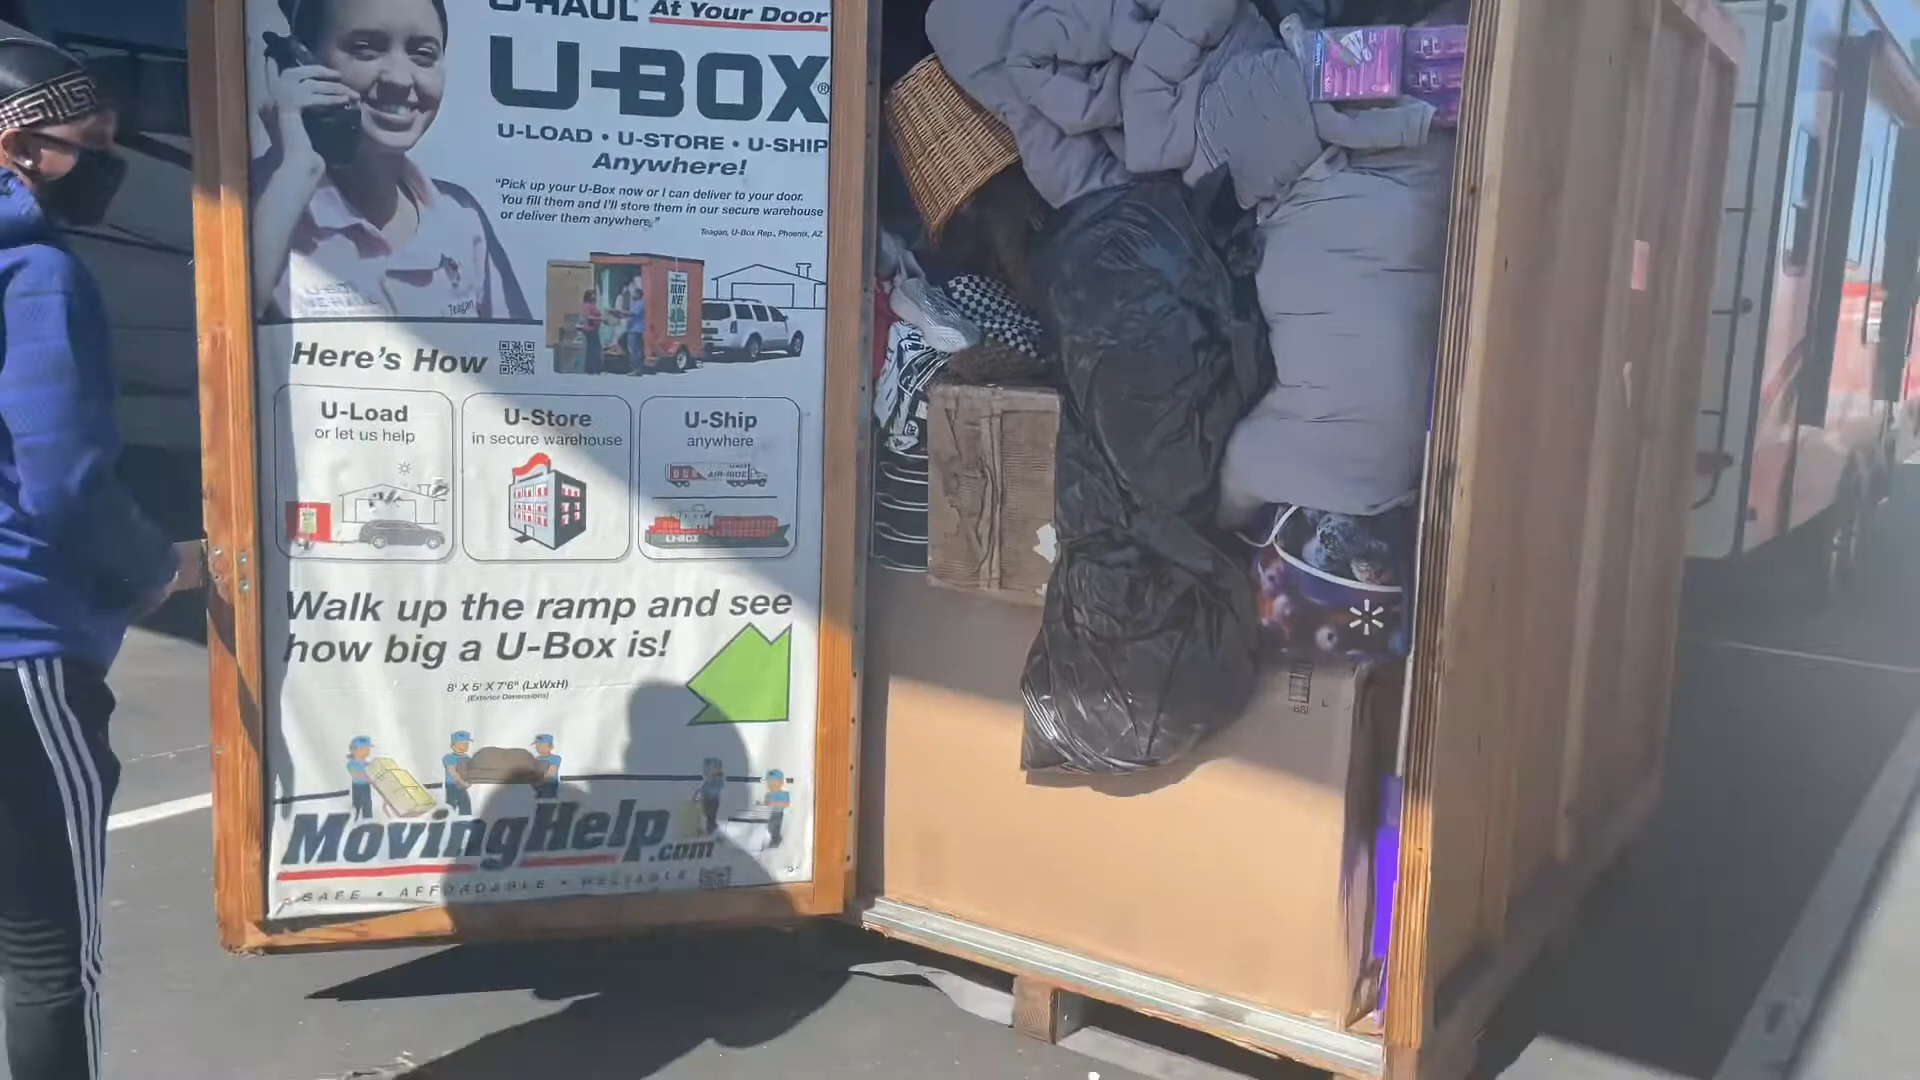 U-HAUL At Your Door
U-BOX®
U-LOAD • U-STORE • U-SHIP
Anywhere!
"Pick up your U-Box now or I can deliver to your door.
You fill them and I'll store them in our secure warehouse
or deliver them anywhere."
Teagan, U-Box Rep., Phoenix, AZ
Teagan
Here's How
U-Load
or let us help
U-Store
in secure warehouse
U-Ship
anywhere
U-BOX
Walk up the ramp and see
how big a U-Box is!
8' X 5' X 7'6" (LxWxH)
(Exterior Dimensions)
MovingHelp.com
SAFE • AFFORDABLE • RELIABLE